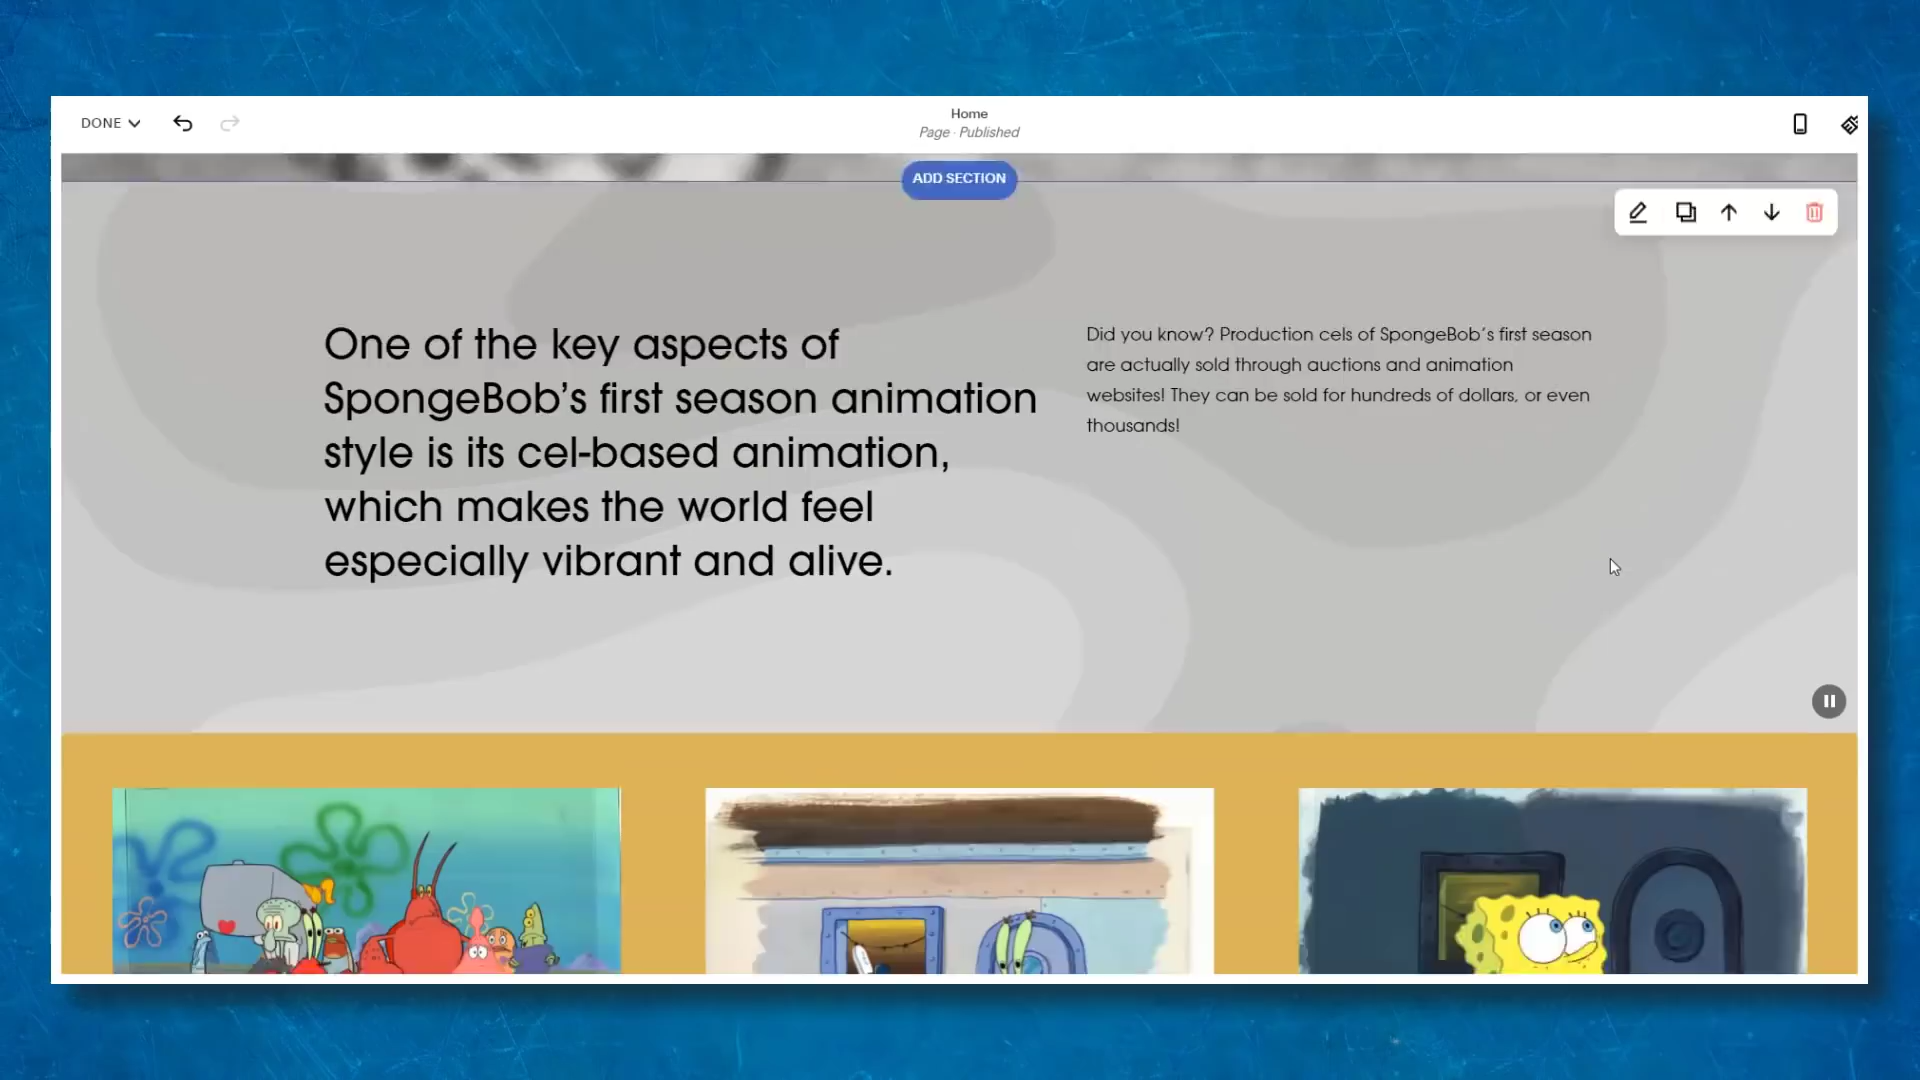 DONE
Home
Page · Published
ADD SECTION
One of the key aspects of
SpongeBob's first season animation
style is its cel-based animation,
which makes the world feel
especially vibrant and alive.
Did you know? Production cels of SpongeBob's first season
are actually sold through auctions and animation
websites! They can be sold for hundreds of dollars, or even
thousands!